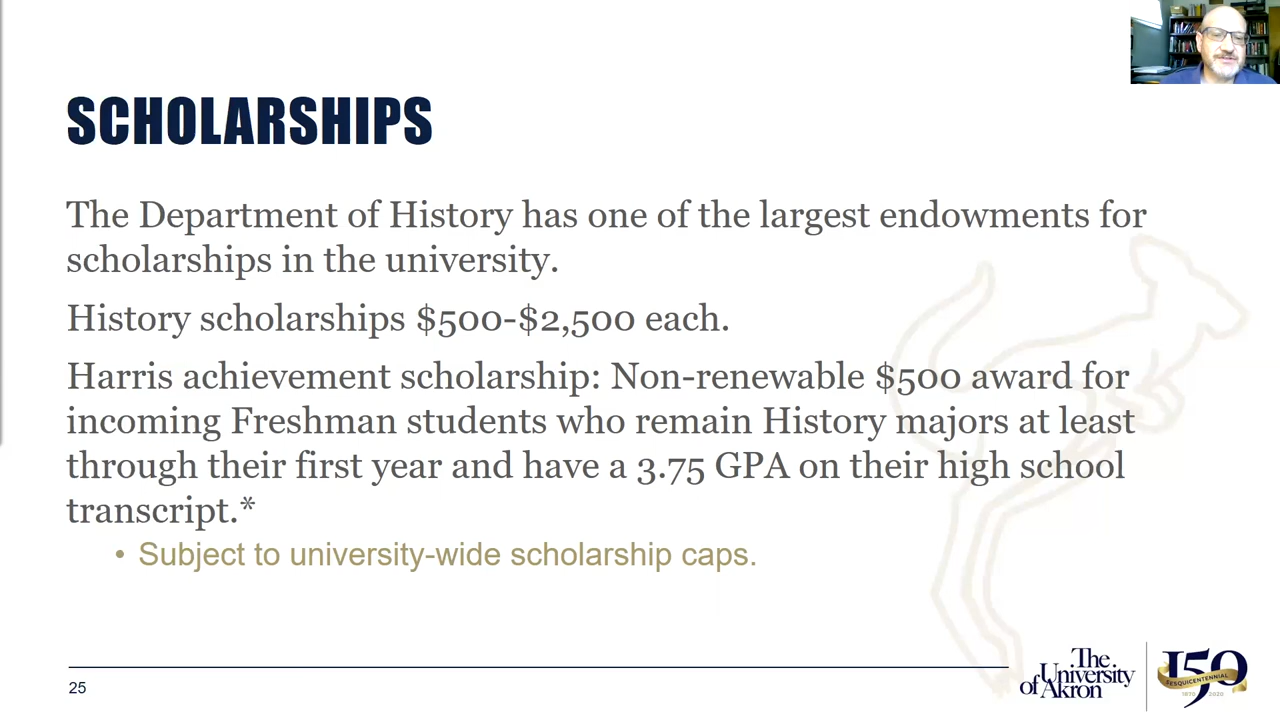 SCHOLARSHIPS
The Department of History has one of the largest endowments for
scholarships in the university.
History scholarships $500-$2,500 each.
Harris achievement scholarship: Non-renewable $500 award for
incoming Freshman students who remain History majors at least
through their first year and have a 3.75 GPA on their high school
transcript.*
• Subject to university-wide scholarship caps.
25
The
University
of Akron
150
SESQUICENTENNIAL
1870 2020